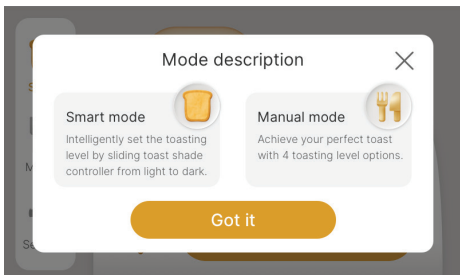 Mode description
Smart mode
Intelligently set the toasting
level by sliding toast shade
controller from light to dark.
Manual mode
Achieve your perfect toast
with 4 toasting level options.
Got it